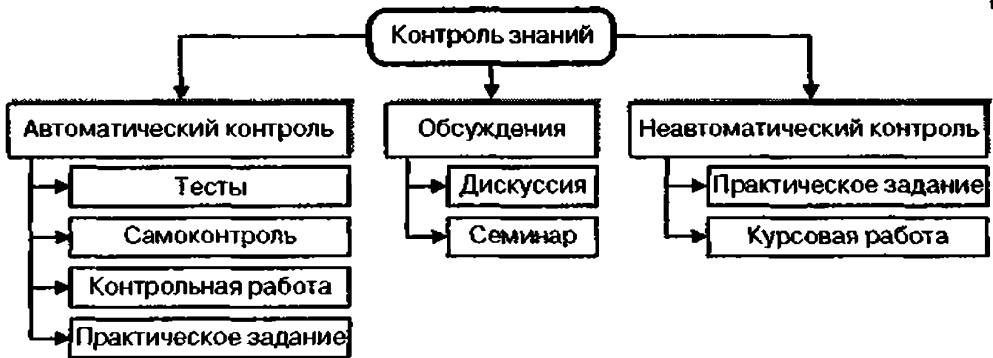 Контроль знаний
Автоматический контроль
Тесты
Самоконтроль
Контрольная работа
Практическое задание
Обсуждения
Дискуссия
Семинар
Неавтоматический контроль
Практическое задание
Курсовая работа